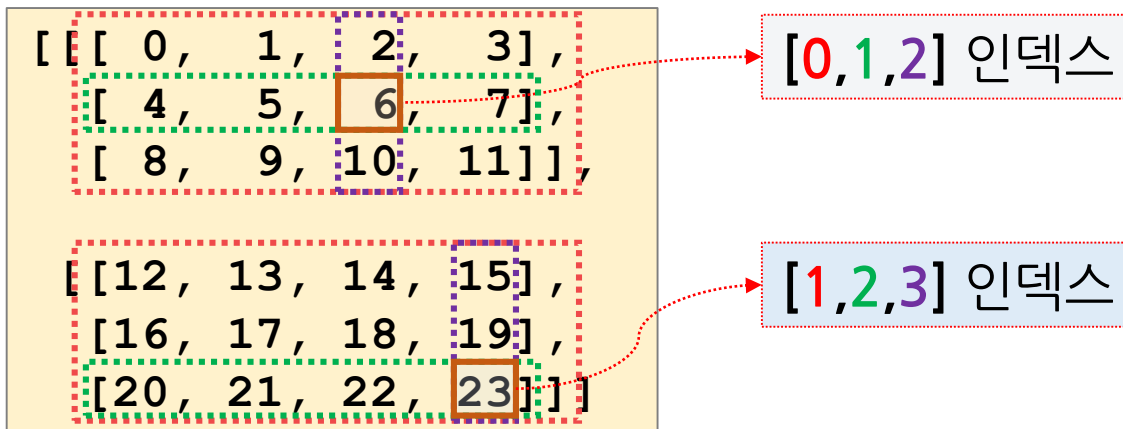 [[[ 0, 1, 2, 3],
[ 4, 5, 6, 7],
[ 8, 9, 10, 11]],
[[12, 13, 14, 15],
[16, 17, 18, 19],
[20, 21, 22, 23]]]
[0,1,2] 인덱스
[1,2,3] 인덱스